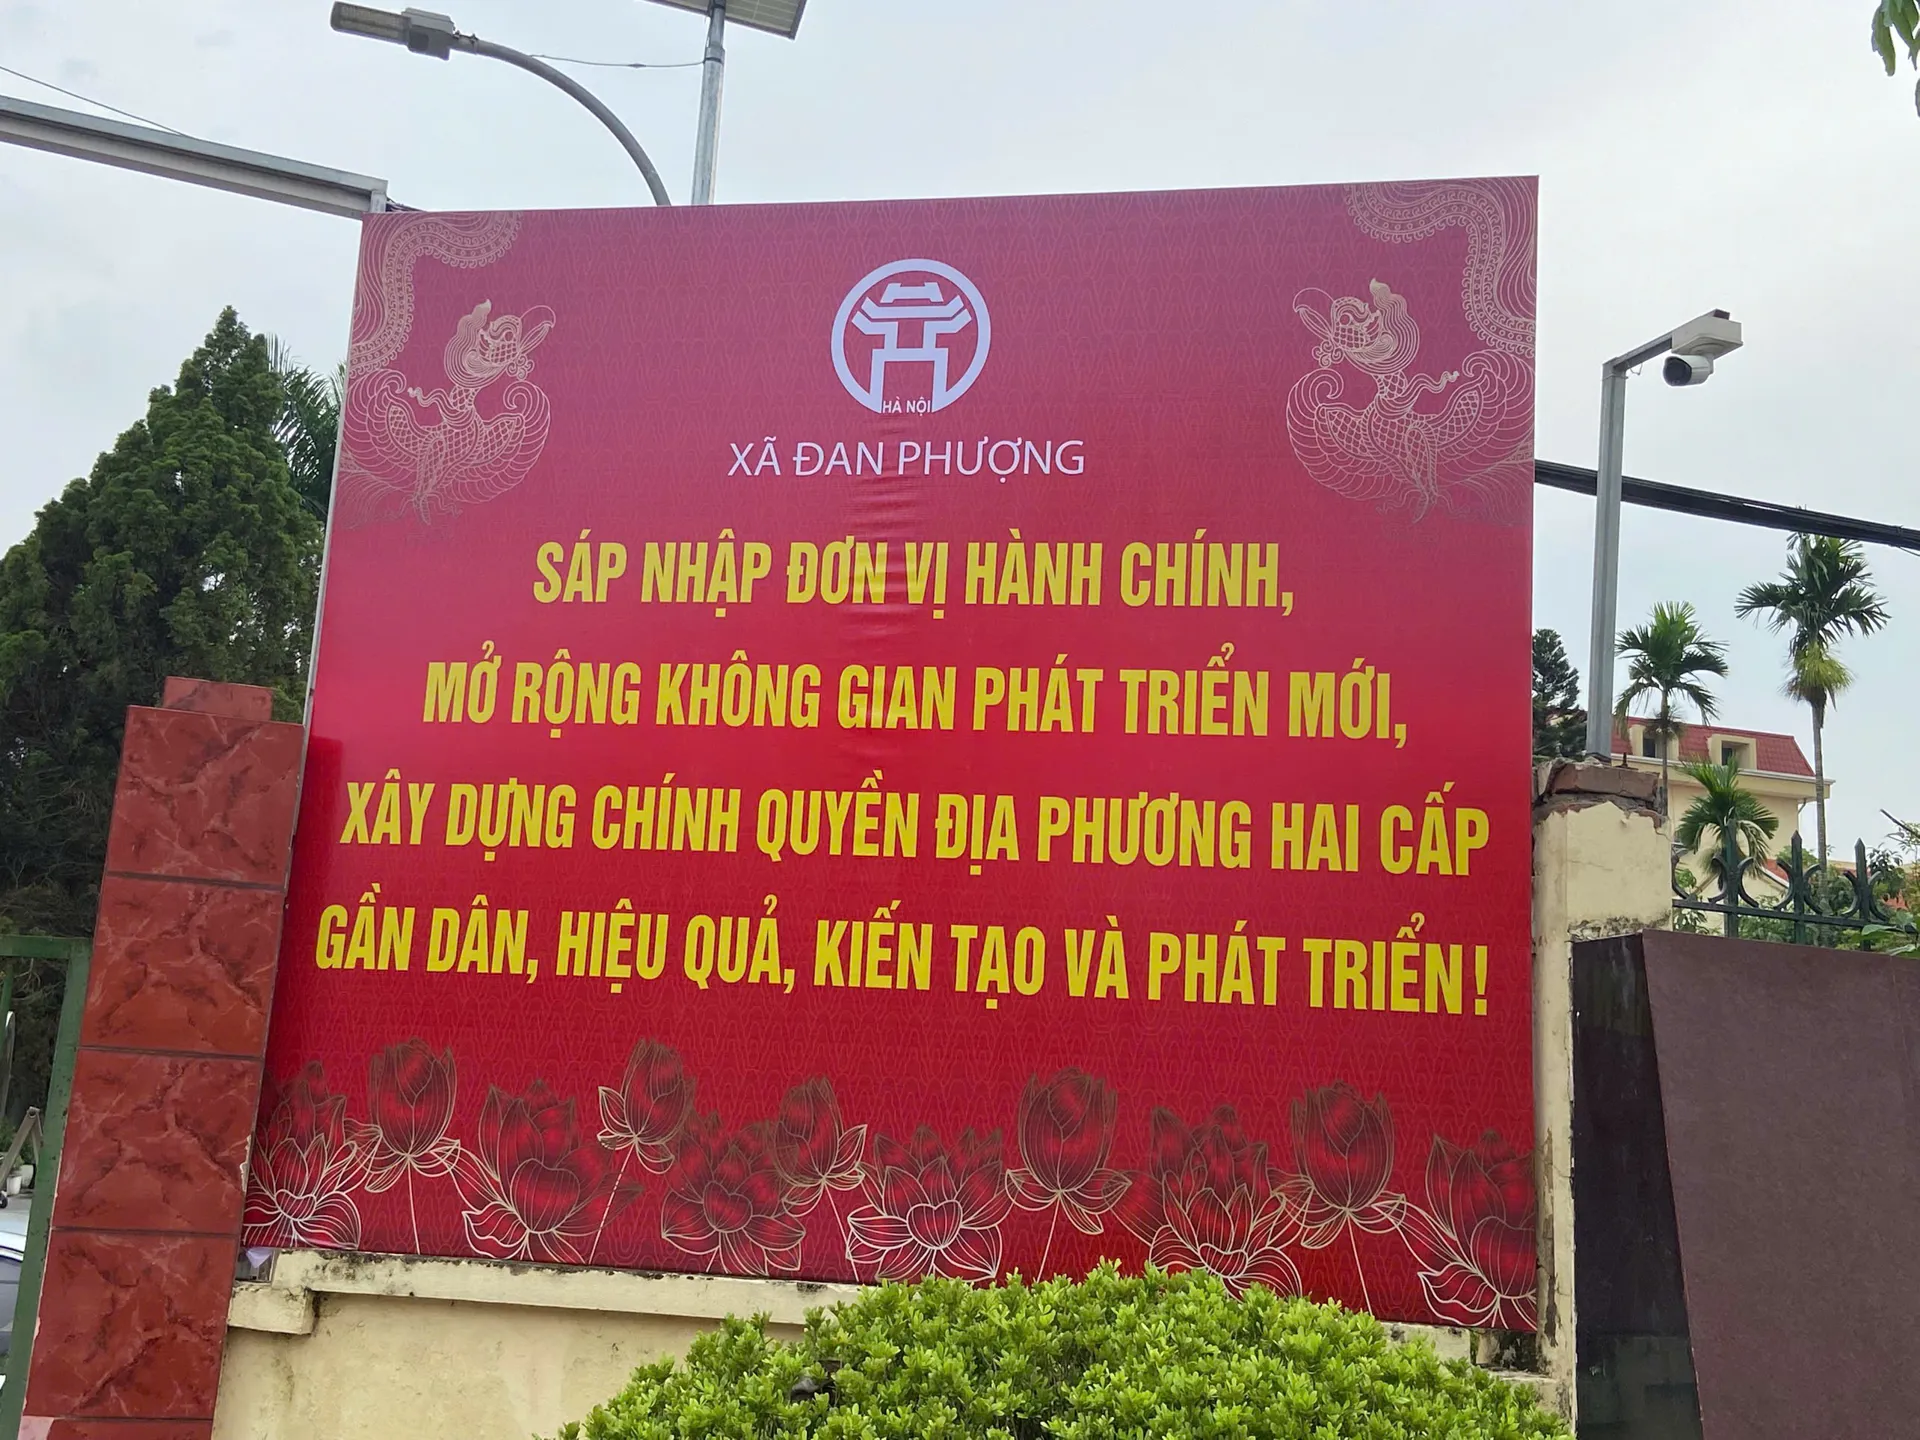 HÀ NỘI
XÃ ĐAN PHƯỢNG
SÁP NHẬP ĐƠN VỊ HÀNH CHÍNH,
MỞ RỘNG KHÔNG GIAN PHÁT TRIỂN MỚI,
XÂY DỰNG CHÍNH QUYỀN ĐỊA PHƯƠNG HAI CẤP
GẦN DÂN, HIỆU QUẢ, KIẾN TẠO VÀ PHÁT TRIỂN!